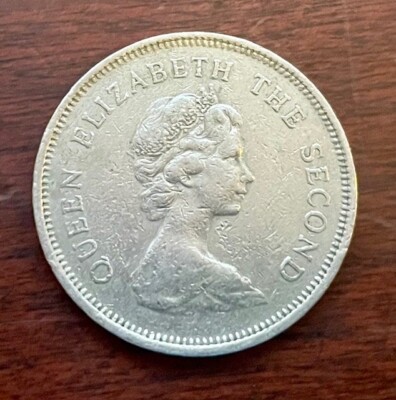 QUEEN ELIZABETH THE SECOND